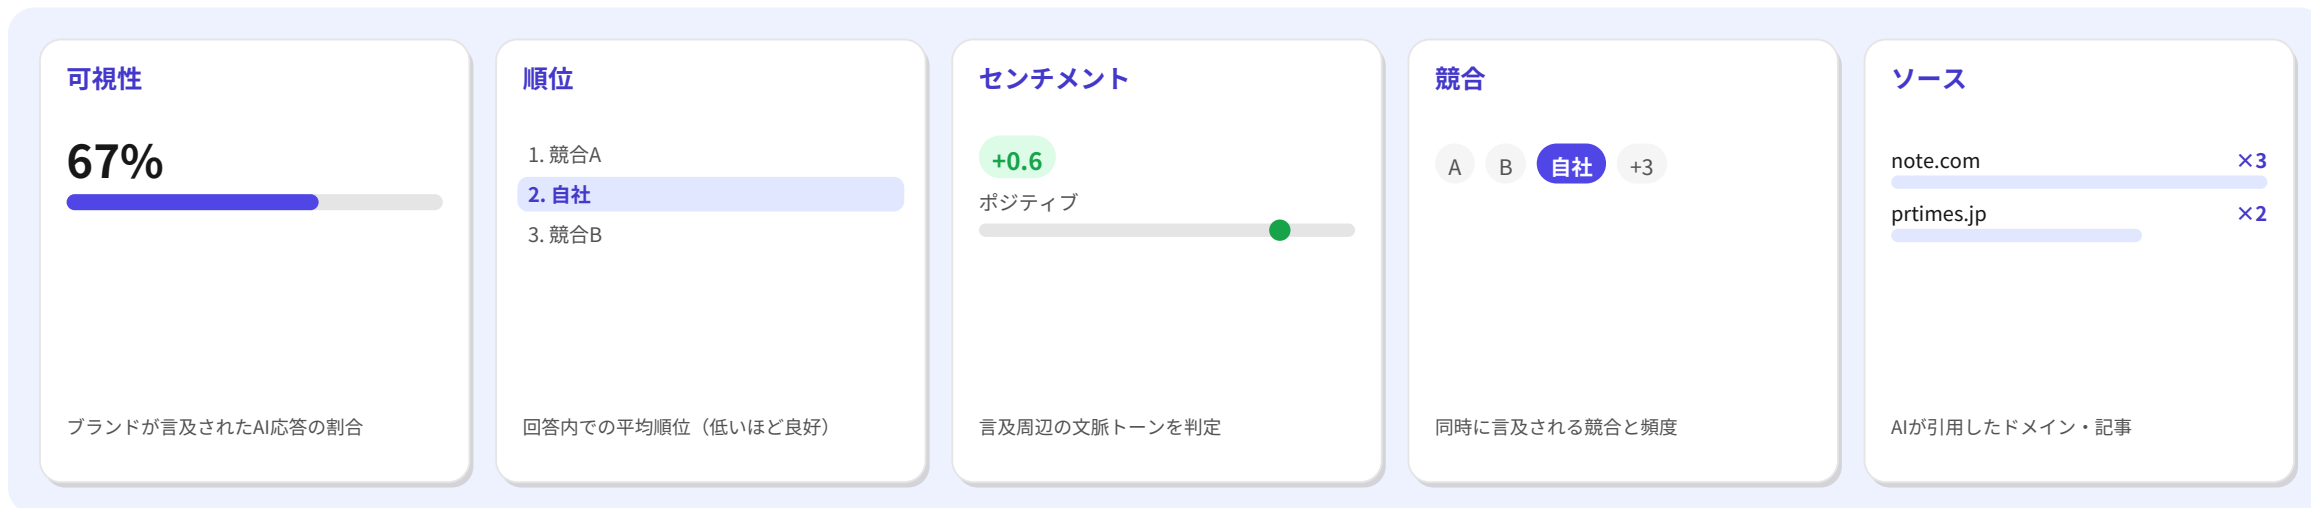 可視性
67%
ブランドが言及されたAI応答の割合
順位
1. 競合A
2. 自社
3. 競合B
回答内での平均順位（低いほど良好）
センチメント
+0.6
ポジティブ
言及周辺の文脈トーンを判定
競合
A B 自社 +3
同時に言及される競合と頻度
ソース
note.com ×3
prtimes.jp ×2
AIが引用したドメイン・記事